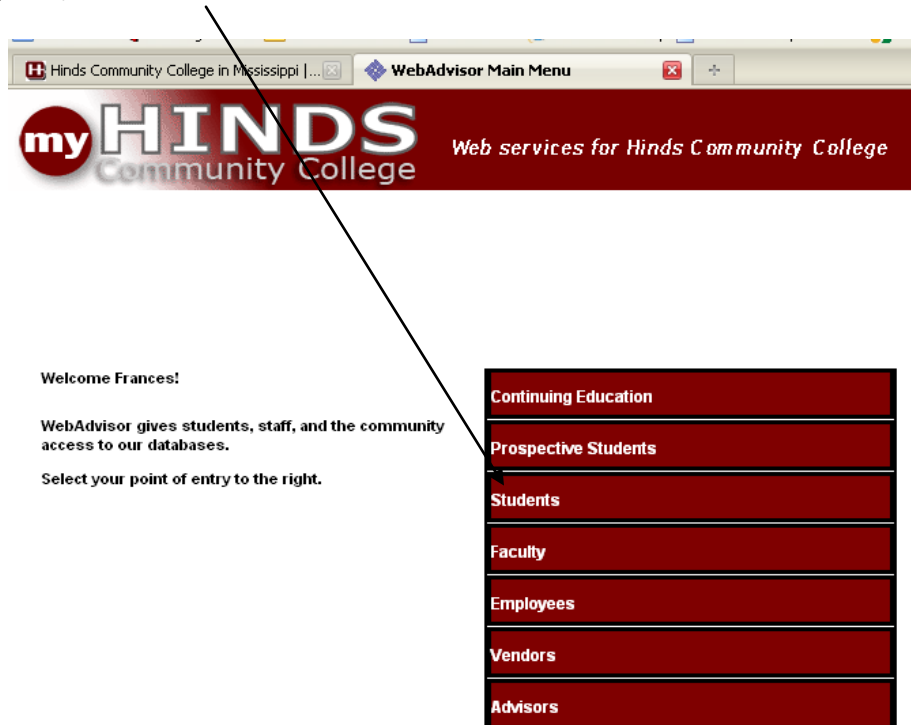 Hinds Community College in Mississippi |...
WebAdvisor Main Menu
my HINDS
Community College
Web services for Hinds Community College
Welcome Frances!
WebAdvisor gives students, staff, and the community
access to our databases.
Select your point of entry to the right.
Continuing Education
Prospective Students
Students
Faculty
Employees
Vendors
Advisors